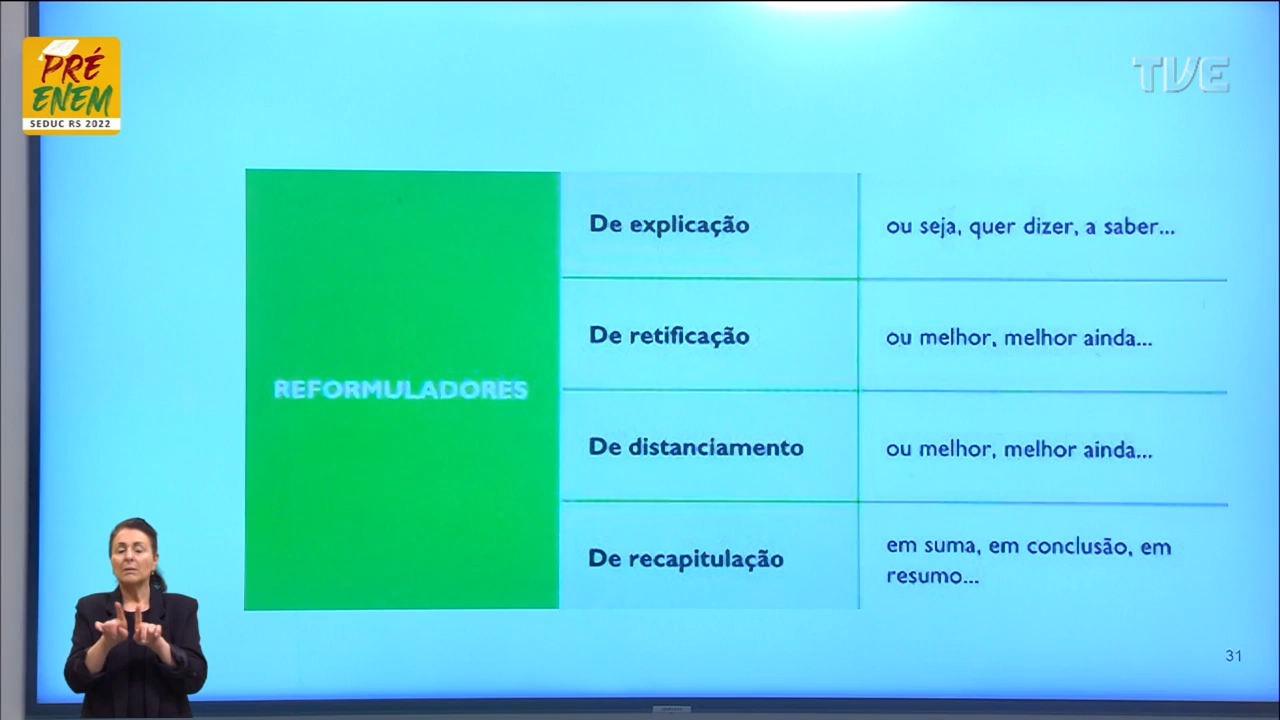 PRÉ
ENEM
SEDUC RS 2022
TVE
REFORMULADORES
De explicação
ou seja, quer dizer, a saber...
De retificação
ou melhor, melhor ainda...
De distanciamento
ou melhor, melhor ainda...
De recapitulação
em suma, em conclusão, em
resumo...
31